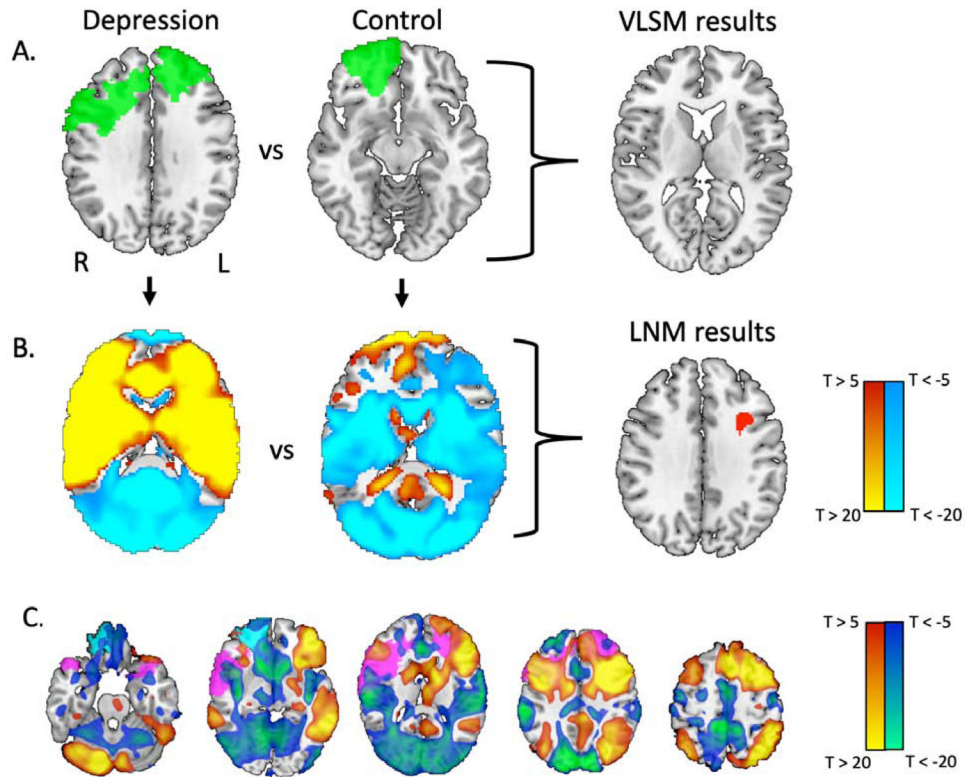 Depression Control VLSM results
A.
vs
R L
B.
LNM results
vs
T > 5 T < -5
T > 20 T < -20
C.
T > 5 T < -5
T > 20 T < -20